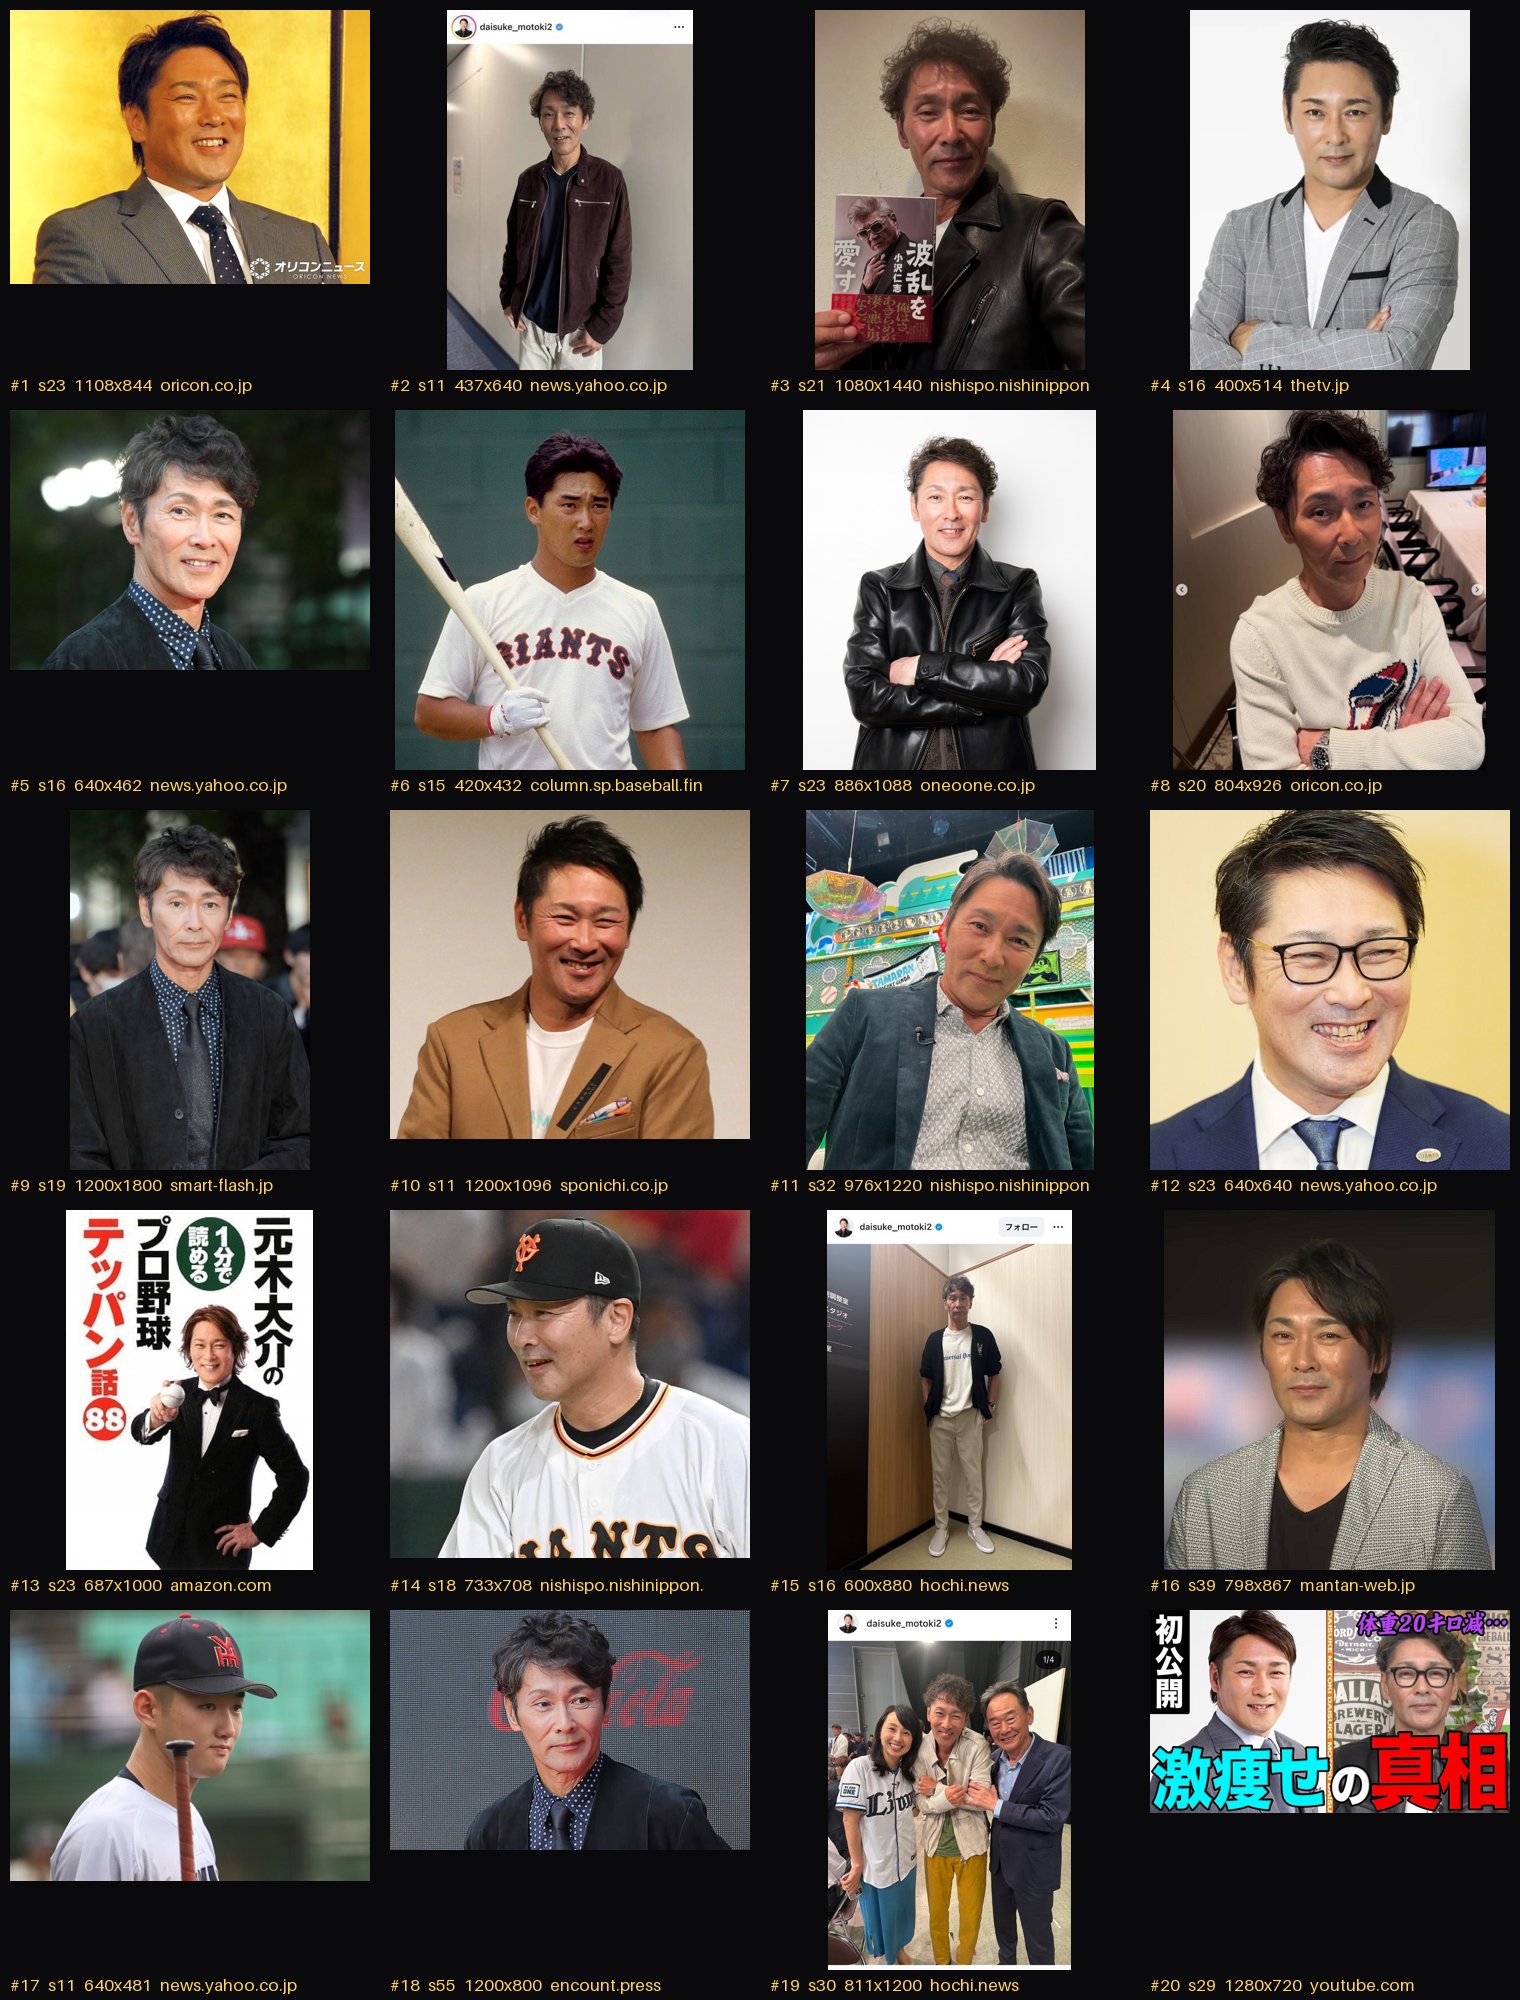 オリコンニュース
ORICON NEWS
daisuke_motoki2
波乱を
愛す
小沢仁志
#1 s23 1108x844 oricon.co.jp
#2 s11 437x640 news.yahoo.co.jp
#3 s21 1080x1440 nishispo.nishinippon
#4 s16 400x514 thetv.jp
GIANTS
#5 s16 640x462 news.yahoo.co.jp
#6 s15 420x432 column.sp.baseball.fin
#7 s23 886x1088 oneoone.co.jp
#8 s20 804x926 oricon.co.jp
#9 s19 1200x1800 smart-flash.jp
#10 s11 1200x1096 sponichi.co.jp
#11 s32 976x1220 nishispo.nishinippon
#12 s23 640x640 news.yahoo.co.jp
元木大介の
1分で
読める
プロ野球
テッパン話
88
daisuke_motoki2
フォロー
#13 s23 687x1000 amazon.com
#14 s18 733x708 nishispo.nishinippon.
#15 s16 600x880 hochi.news
#16 s39 798x867 mantan-web.jp
daisuke_motoki2
1/4
初公開
体重20キロ減…
激痩せの真相
#17 s11 640x481 news.yahoo.co.jp
#18 s55 1200x800 encount.press
#19 s30 811x1200 hochi.news
#20 s29 1280x720 youtube.com